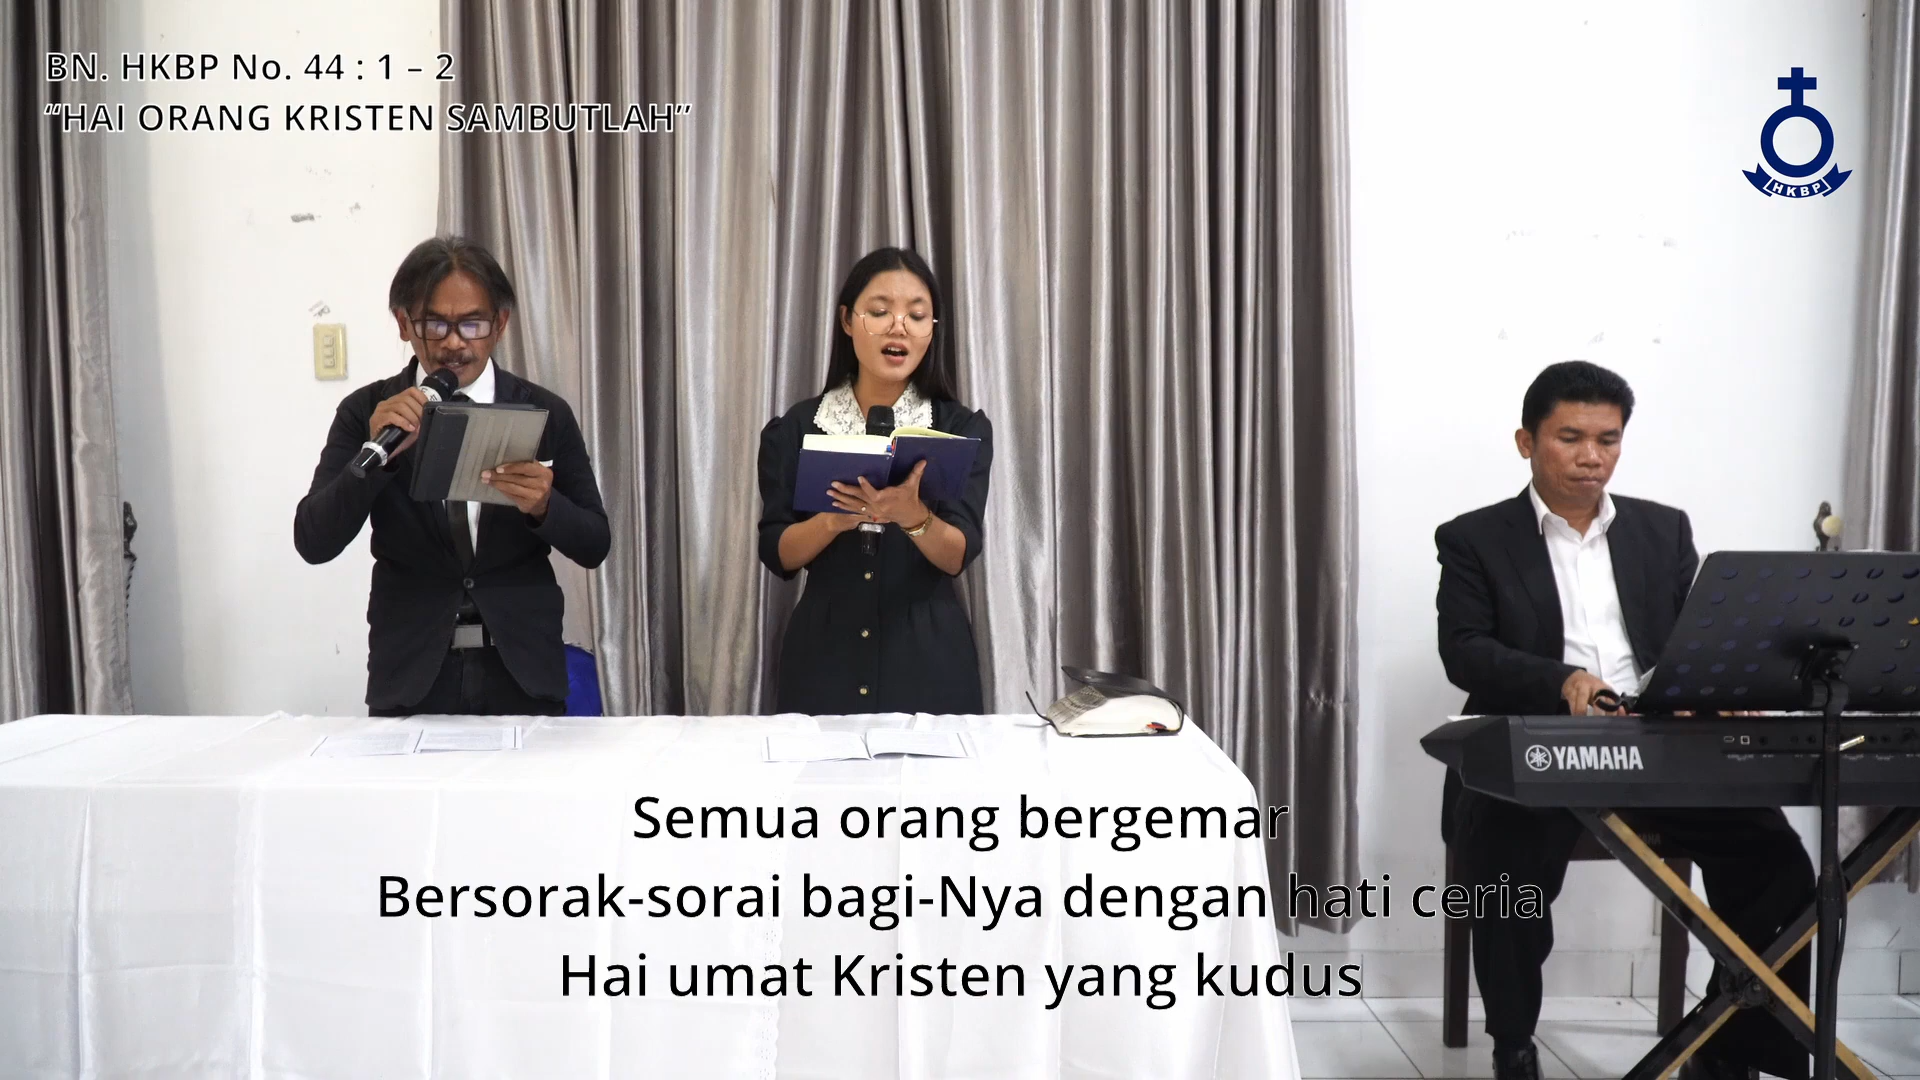 BN. HKBP No. 44 : 1 – 2
“HAI ORANG KRISTEN SAMBUTLAH”
HKBP
YAMAHA
Semua orang bergemar
Bersorak-sorai bagi-Nya dengan hati ceria
Hai umat Kristen yang kudus